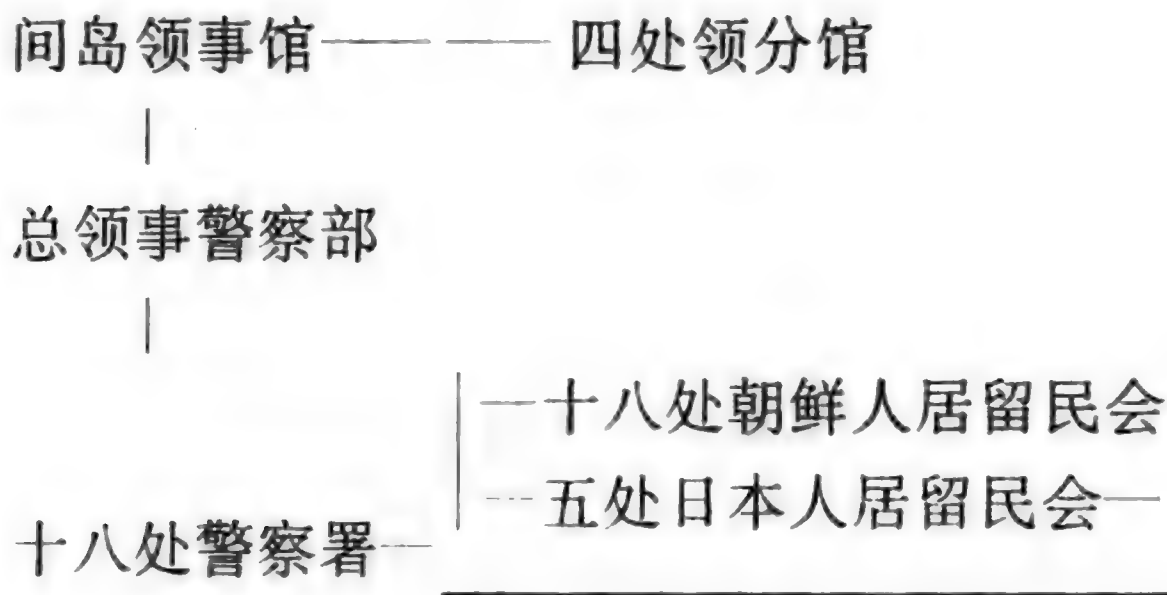 间岛领事馆—— ——四处领分馆
总领事警察部
十八处朝鲜人居留民会
五处日本人居留民会
十八处警察署